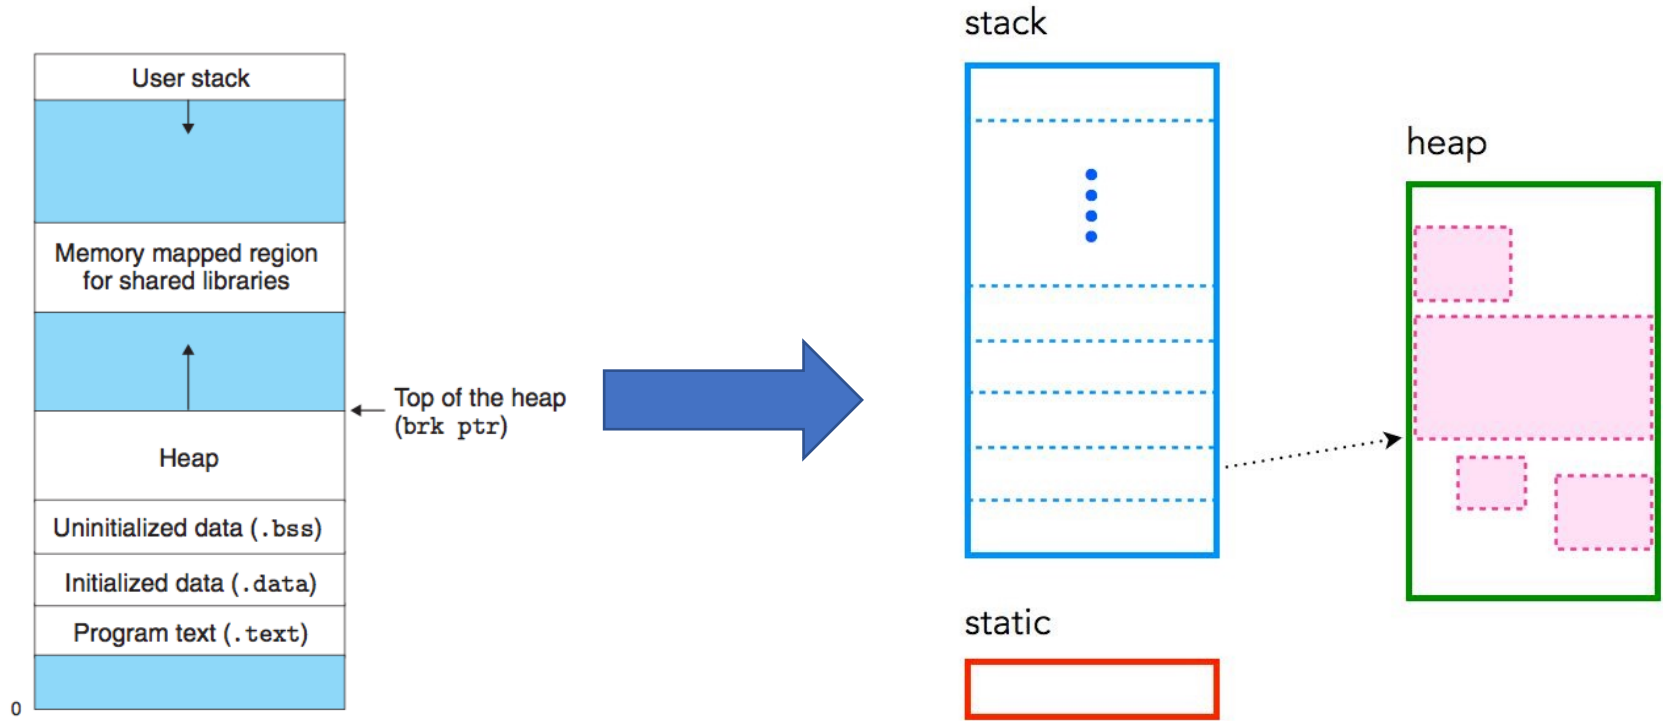 User stack
Memory mapped region
for shared libraries
Top of the heap
(brk ptr)
Heap
Uninitialized data (.bss)
Initialized data (.data)
Program text (.text)
0
stack
heap
static